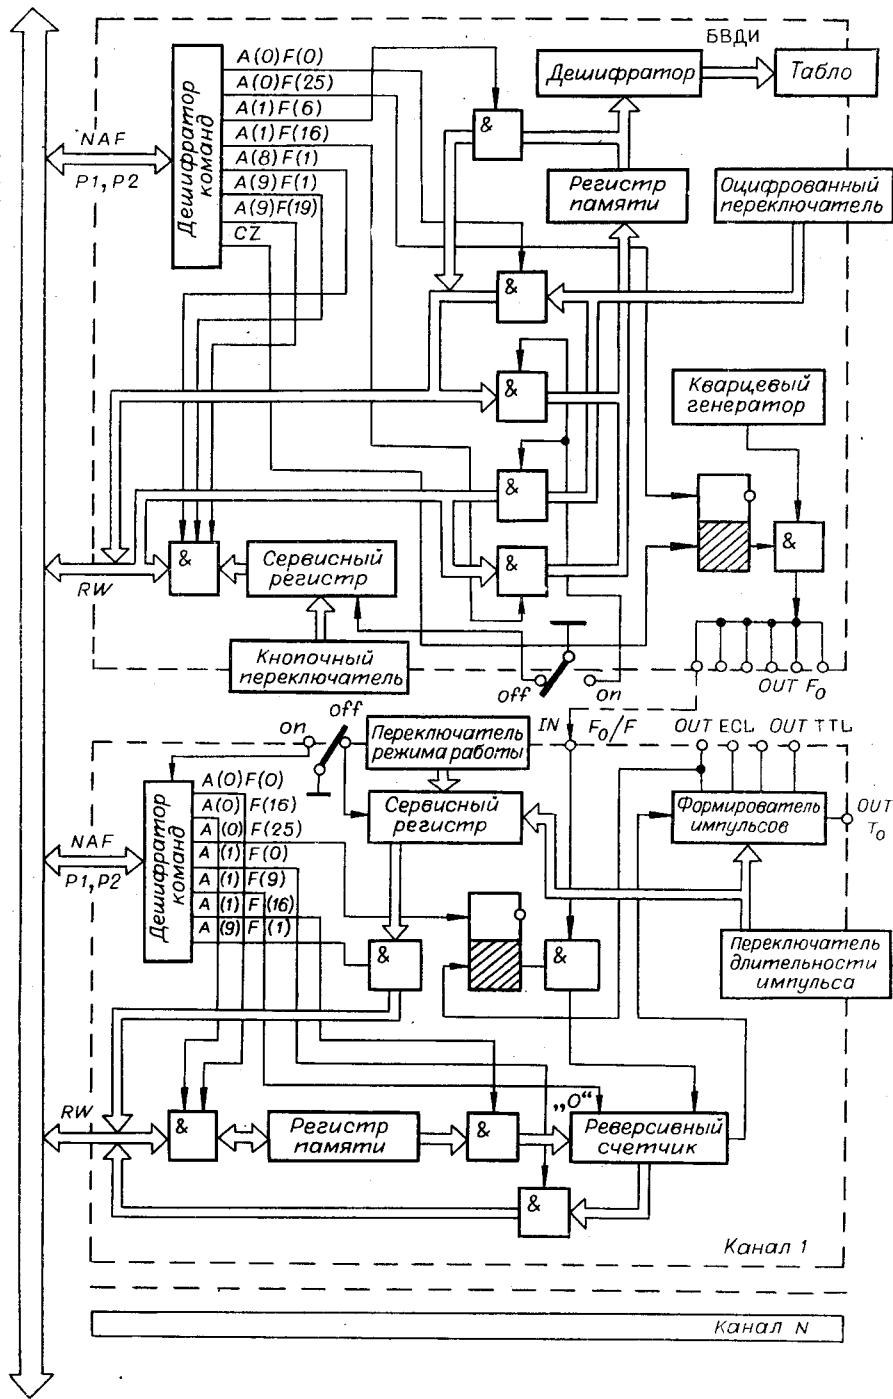 БВДИ
A(0)F(0)
A(0)F(25)
A(1)F(6)
A(1)F(16)
A(8)F(1)
A(9)F(1)
A(9)F(19)
CZ
Дешифратор
команд
NAF
P1, P2
Дешифратор
Табло
&
Регистр
памяти
Оцифрованный
переключатель
&
&
Кварцевый
генератор
&
&
&
&
Сервисный
регистр
RW
Кнопочный
переключатель
off
on
OUT F₀
on
off
Переключатель
режима работы
IN
F₀/F
OUT ECL
OUT TTL
A(0)F(0)
A(0) F(16)
A (0) F(25)
A (1) F(0)
A (1) F(9)
A (1) F (16)
A (9) F (1)
Дешифратор
команд
NAF
P1, P2
Сервисный
регистр
Формирователь
импульсов
OUT
T₀
&
&
Переключатель
длительности
импульса
RW
&
Регистр
памяти
&
„0“
Реверсивный
счетчик
&
Канал 1
Канал N